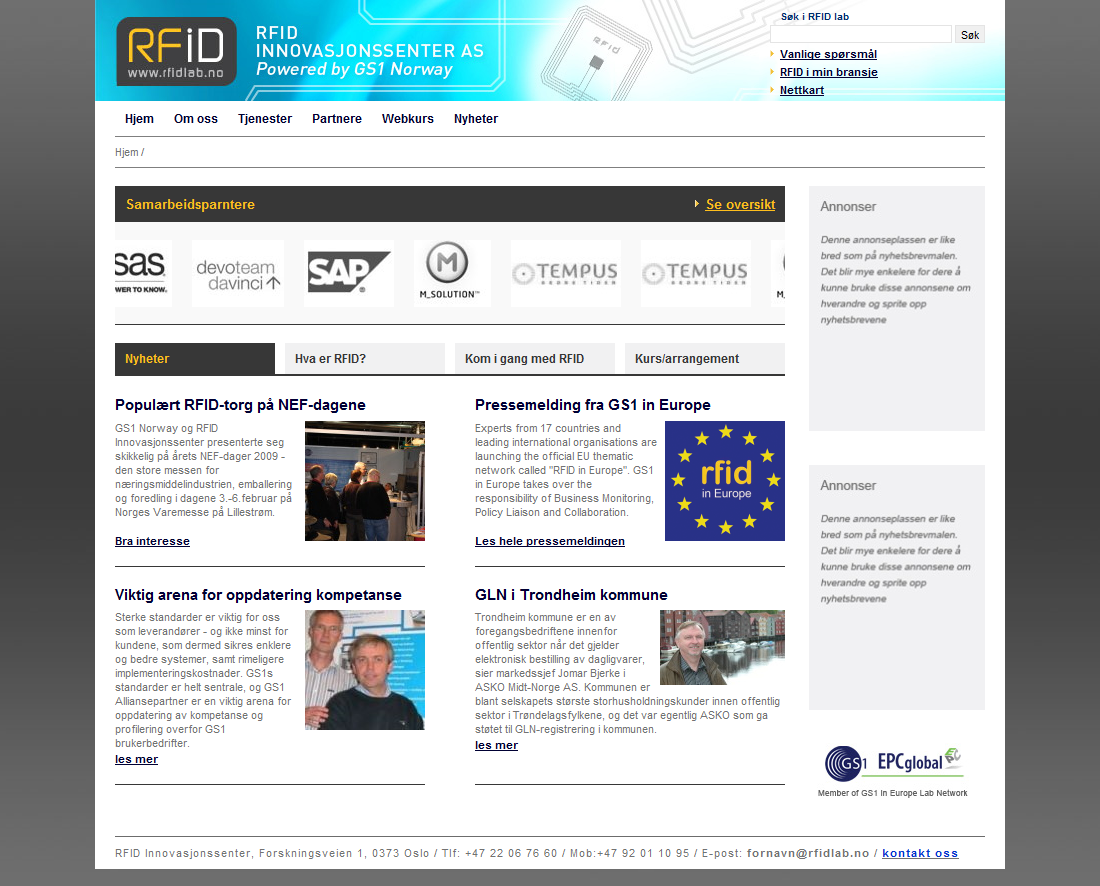 RFiD
www.rfidlab.no
RFID
INNOVASJONSSENTER AS
Powered by GS1 Norway
RFid
Søk i RFID lab
Søk
Vanlige spørsmål
RFID i min bransje
Nettkart
Hjem Om oss Tjenester Partnere Webkurs Nyheter
Hjem /
Samarbeidsparntere
Se oversikt
sas
WER TO KNOW.
devoteam
davinci
SAP
M
M_SOLUTION™
TEMPUS
BEDRE TIDER
TEMPUS
BEDRE TIDER
M_
Nyheter
Hva er RFID?
Kom i gang med RFID
Kurs/arrangement
Populært RFID-torg på NEF-dagene
GS1 Norway og RFID
Innovasjonssenter presenterte seg
skikkelig på årets NEF-dager 2009 -
den store messen for
næringsmiddelindustrien, emballering
og foredling i dagene 3.-6.februar på
Norges Varemesse på Lillestrøm.
Bra interesse
Pressemelding fra GS1 in Europe
Experts from 17 countries and
leading international organisations are
launching the official EU thematic
network called "RFID in Europe". GS1
in Europe takes over the
responsibility of Business Monitoring,
Policy Liaison and Collaboration.
Les hele pressemeldingen
rfid
in Europe
Viktig arena for oppdatering kompetanse
Sterke standarder er viktig for oss
som leverandører - og ikke minst for
kundene, som dermed sikres enklere
og bedre systemer, samt rimeligere
implementeringskostnader. GS1s
standarder er helt sentrale, og GS1
Alliansepartner er en viktig arena for
oppdatering av kompetanse og
profilering overfor GS1
brukerbedrifter.
les mer
GLN i Trondheim kommune
Trondheim kommune er en av
foregangsbedriftene innenfor
offentlig sektor når det gjelder
elektronisk bestilling av dagligvarer,
sier markedssjef Jomar Bjerke i
ASKO Midt-Norge AS. Kommunen er
blant selskapets største storhusholdningskunder innen offentlig
sektor i Trøndelagsfylkene, og det var egentlig ASKO som ga
støtet til GLN-registrering i kommunen.
les mer
Annonser
Denne annonseplassen er like
bred som på nyhetsbrevmalen.
Det blir mye enkelere for dere å
kunne bruke disse annonsene om
hverandre og sprite opp
nyhetsbrevene
Annonser
Denne annonseplassen er like
bred som på nyhetsbrevmalen.
Det blir mye enkelere for dere å
kunne bruke disse annonsene om
hverandre og sprite opp
nyhetsbrevene
GS1 EPCglobal
Member of GS1 in Europe Lab Network
RFID Innovasjonssenter, Forskningsveien 1, 0373 Oslo / Tlf: +47 22 06 76 60 / Mob:+47 92 01 10 95 / E-post: fornavn@rfidlab.no / kontakt oss